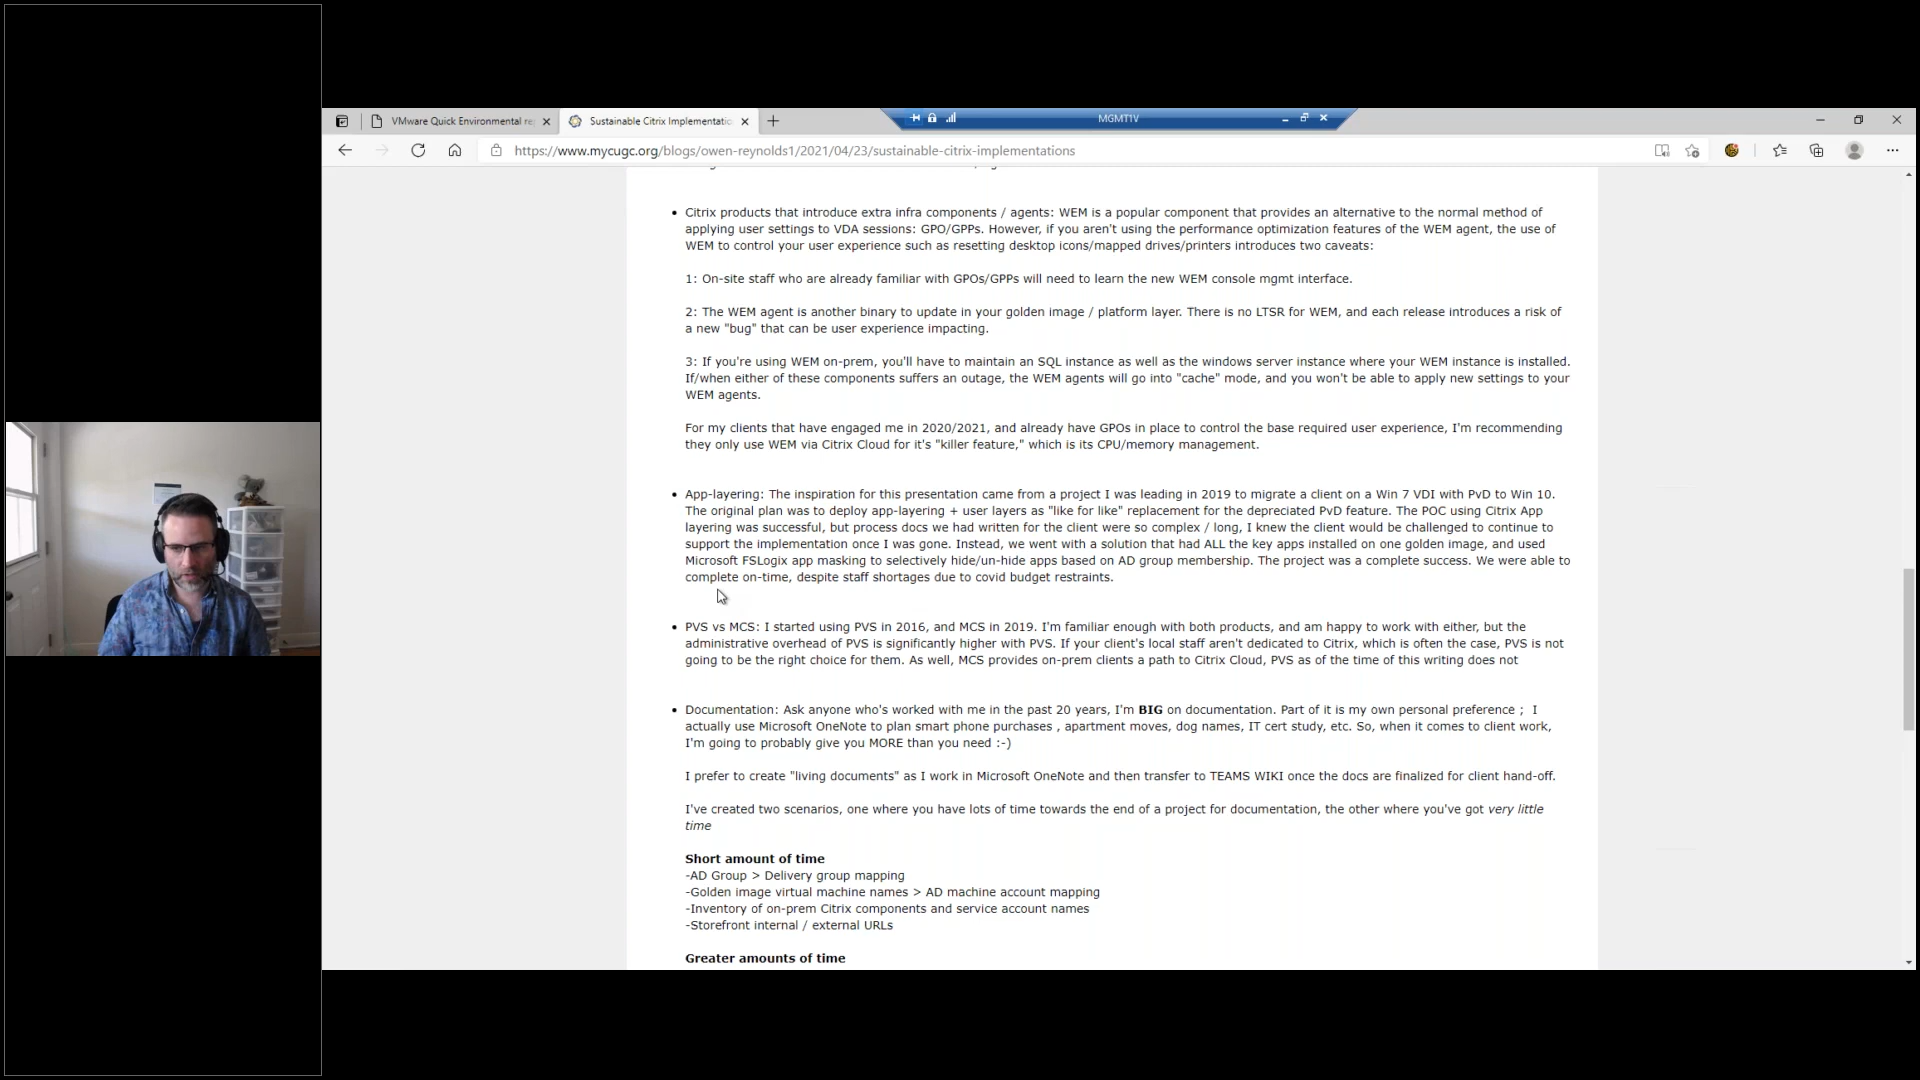 VMware Quick Environmental re
Sustainable Citrix Implementatio
MGMT1V
https://www.mycugc.org/blogs/owen-reynolds1/2021/04/23/sustainable-citrix-implementations
• Citrix products that introduce extra infra components / agents: WEM is a popular component that provides an alternative to the normal method of
applying user settings to VDA sessions: GPO/GPPs. However, if you aren't using the performance optimization features of the WEM agent, the use of
WEM to control your user experience such as resetting desktop icons/mapped drives/printers introduces two caveats:
1: On-site staff who are already familiar with GPOs/GPPs will need to learn the new WEM console mgmt interface.
2: The WEM agent is another binary to update in your golden image / platform layer. There is no LTSR for WEM, and each release introduces a risk of
a new "bug" that can be user experience impacting.
3: If you're using WEM on-prem, you'll have to maintain an SQL instance as well as the windows server instance where your WEM instance is installed.
If/when either of these components suffers an outage, the WEM agents will go into "cache" mode, and you won't be able to apply new settings to your
WEM agents.
For my clients that have engaged me in 2020/2021, and already have GPOs in place to control the base required user experience, I'm recommending
they only use WEM via Citrix Cloud for it's "killer feature," which is its CPU/memory management.
• App-layering: The inspiration for this presentation came from a project I was leading in 2019 to migrate a client on a Win 7 VDI with PvD to Win 10.
The original plan was to deploy app-layering + user layers as "like for like" replacement for the depreciated PvD feature. The POC using Citrix App
layering was successful, but process docs we had written for the client were so complex / long, I knew the client would be challenged to continue to
support the implementation once I was gone. Instead, we went with a solution that had ALL the key apps installed on one golden image, and used
Microsoft FSLogix app masking to selectively hide/un-hide apps based on AD group membership. The project was a complete success. We were able to
complete on-time, despite staff shortages due to covid budget restraints.
• PVS vs MCS: I started using PVS in 2016, and MCS in 2019. I'm familiar enough with both products, and am happy to work with either, but the
administrative overhead of PVS is significantly higher with PVS. If your client's local staff aren't dedicated to Citrix, which is often the case, PVS is not
going to be the right choice for them. As well, MCS provides on-prem clients a path to Citrix Cloud, PVS as of the time of this writing does not
• Documentation: Ask anyone who's worked with me in the past 20 years, I'm BIG on documentation. Part of it is my own personal preference ; I
actually use Microsoft OneNote to plan smart phone purchases , apartment moves, dog names, IT cert study, etc. So, when it comes to client work,
I'm going to probably give you MORE than you need :-)
I prefer to create "living documents" as I work in Microsoft OneNote and then transfer to TEAMS WIKI once the docs are finalized for client hand-off.
I've created two scenarios, one where you have lots of time towards the end of a project for documentation, the other where you've got very little
time
Short amount of time
-AD Group > Delivery group mapping
-Golden image virtual machine names > AD machine account mapping
-Inventory of on-prem Citrix components and service account names
-Storefront internal / external URLs
Greater amounts of time